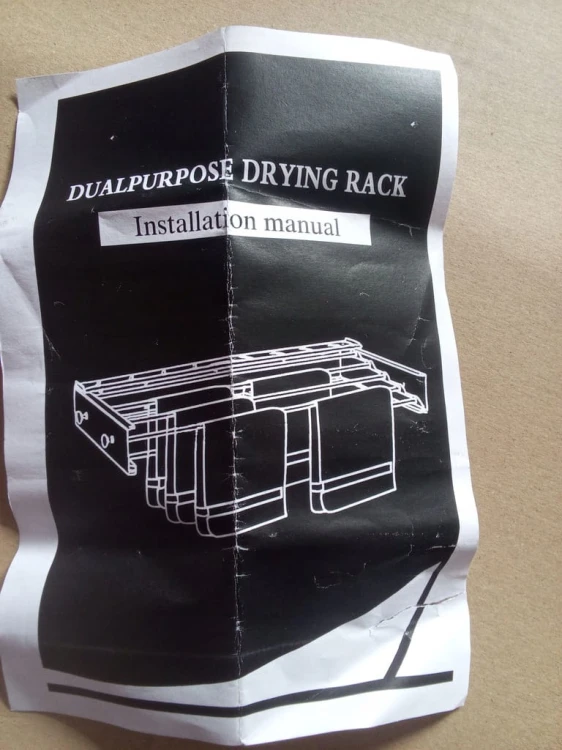 DUALPURPOSE DRYING RACK
Installation manual